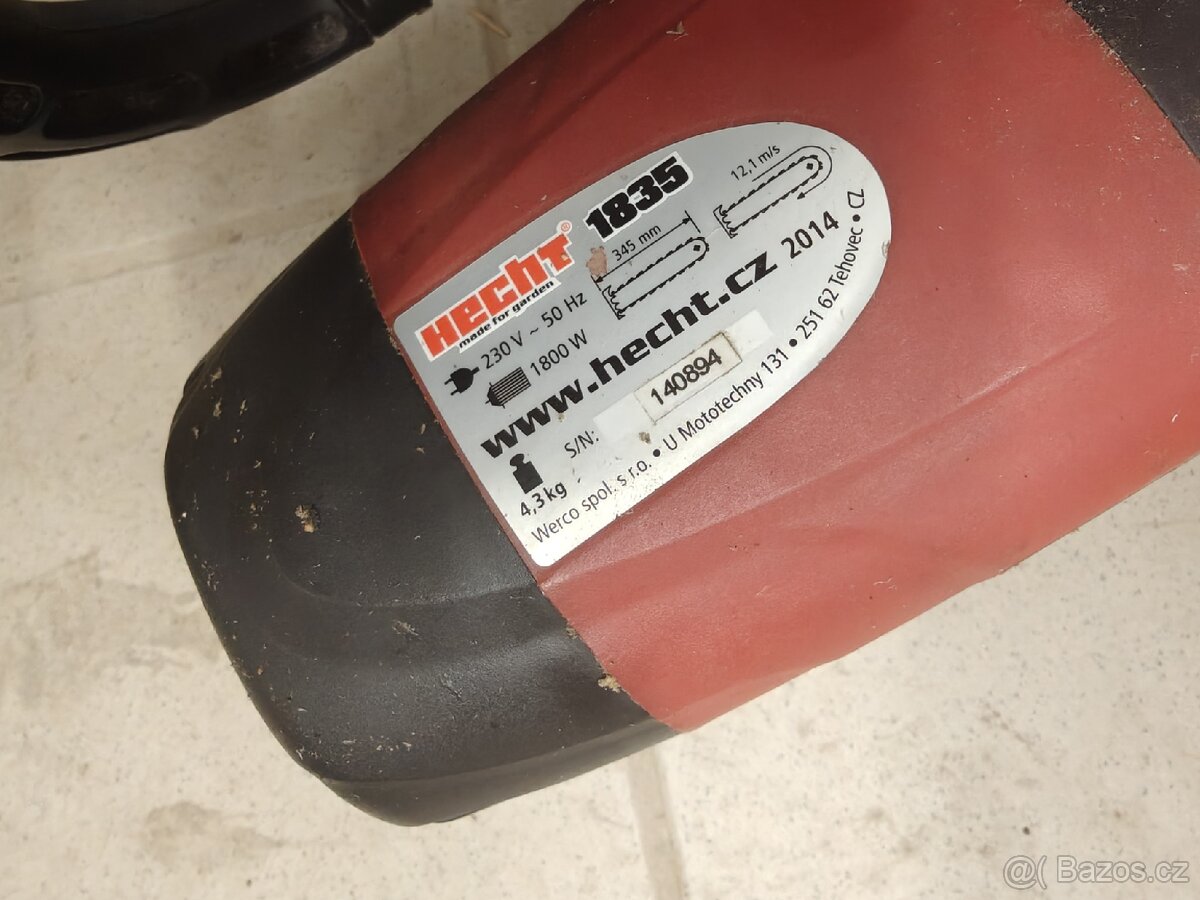 HECHT® 1835
made for garden
345 mm
12,1 m/s
230 V ~ 50 Hz
1800 W
www.hecht.cz 2014
S/N: 140894
4,3 kg
Werco spol. s r.o. • U Mototechny 131 • 251 62 Tehovec • CZ
@( Bazos.cz